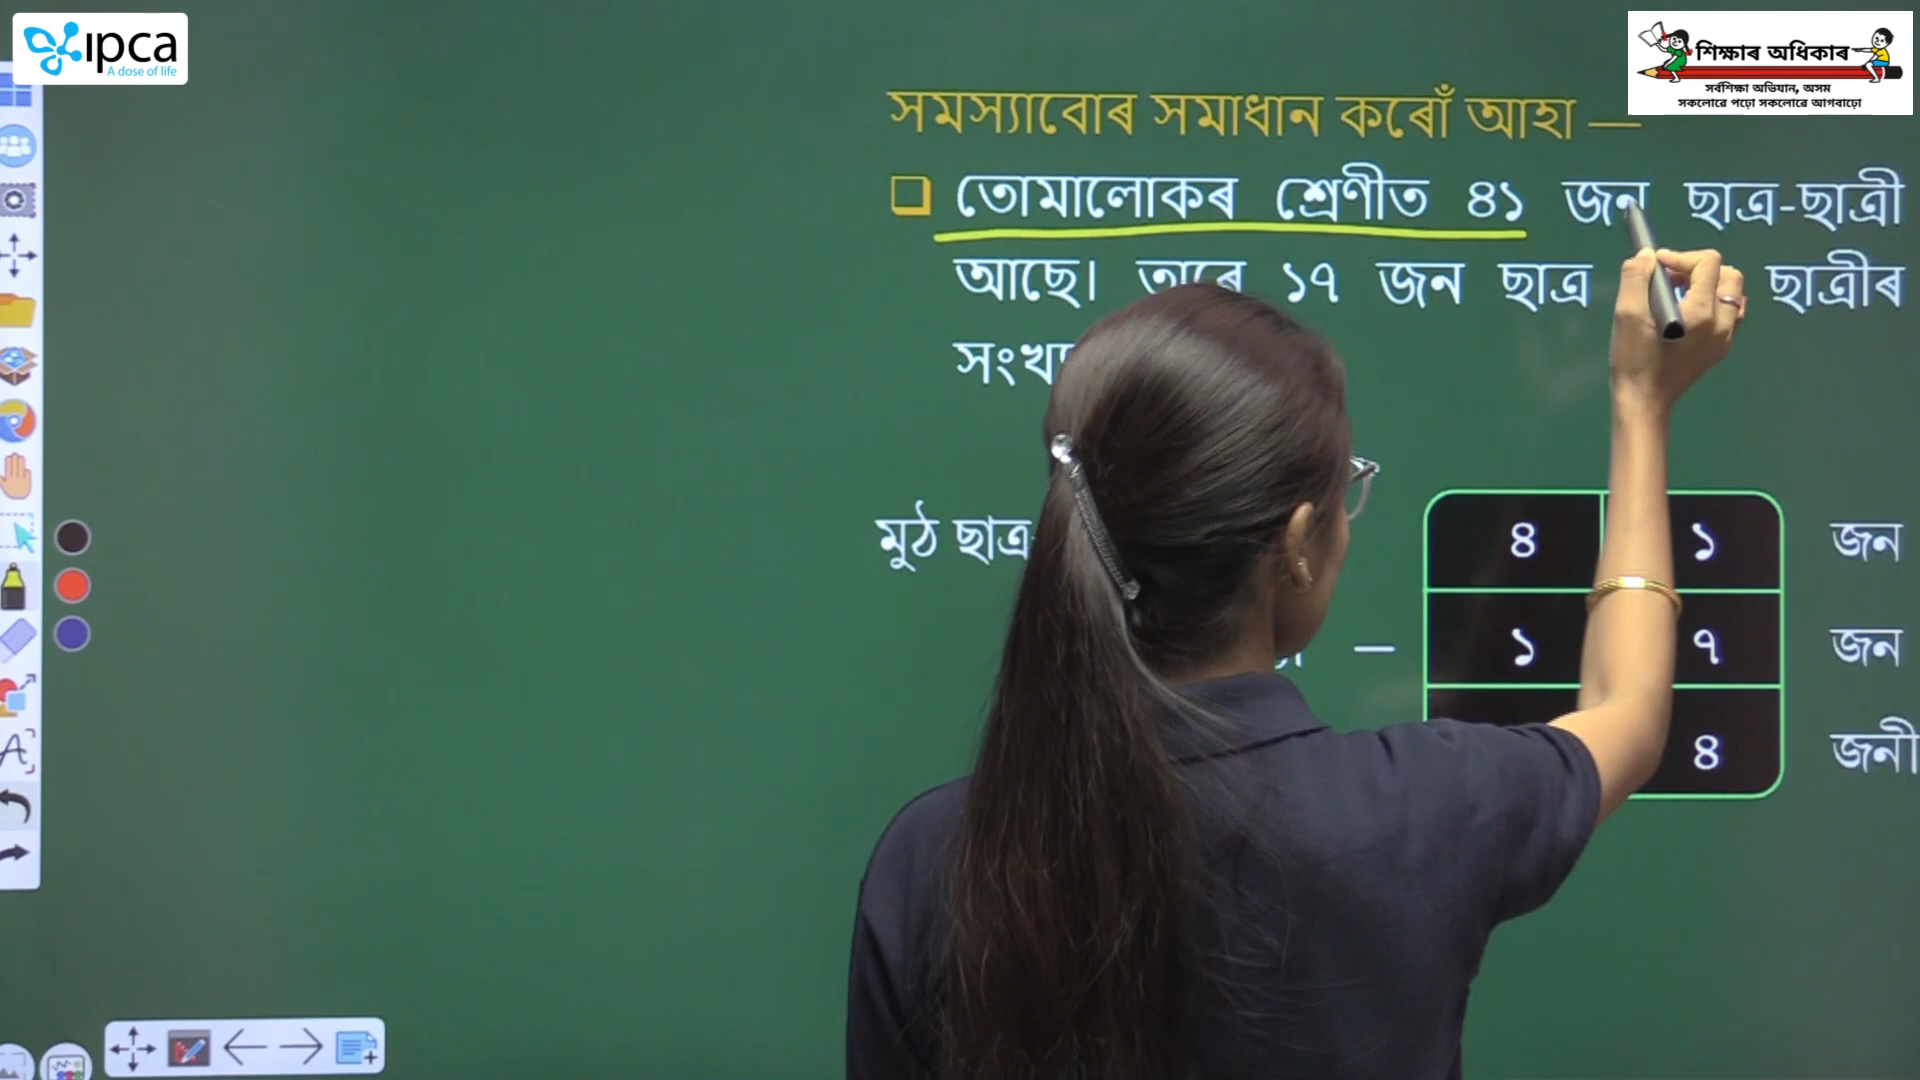 ipca
A dose of life
শিক্ষাৰ অধিকাৰ
সৰ্বশিক্ষা অভিযান, অসম
সকলোৱে পঢ়ো সকলোৱে আগবাঢ়ো
সমস্যাবোৰ সমাধান কৰোঁ আহা —
তোমালোকৰ শ্ৰেণীত ৪১ জন ছাত্ৰ-ছাত্ৰী
আছে। তাৰে ১৭ জন ছাত্ৰ ছাত্ৰীৰ
মুঠ ছাত্ৰ ৪ ১ জন
— ১ ৭ জন
৪ জনী